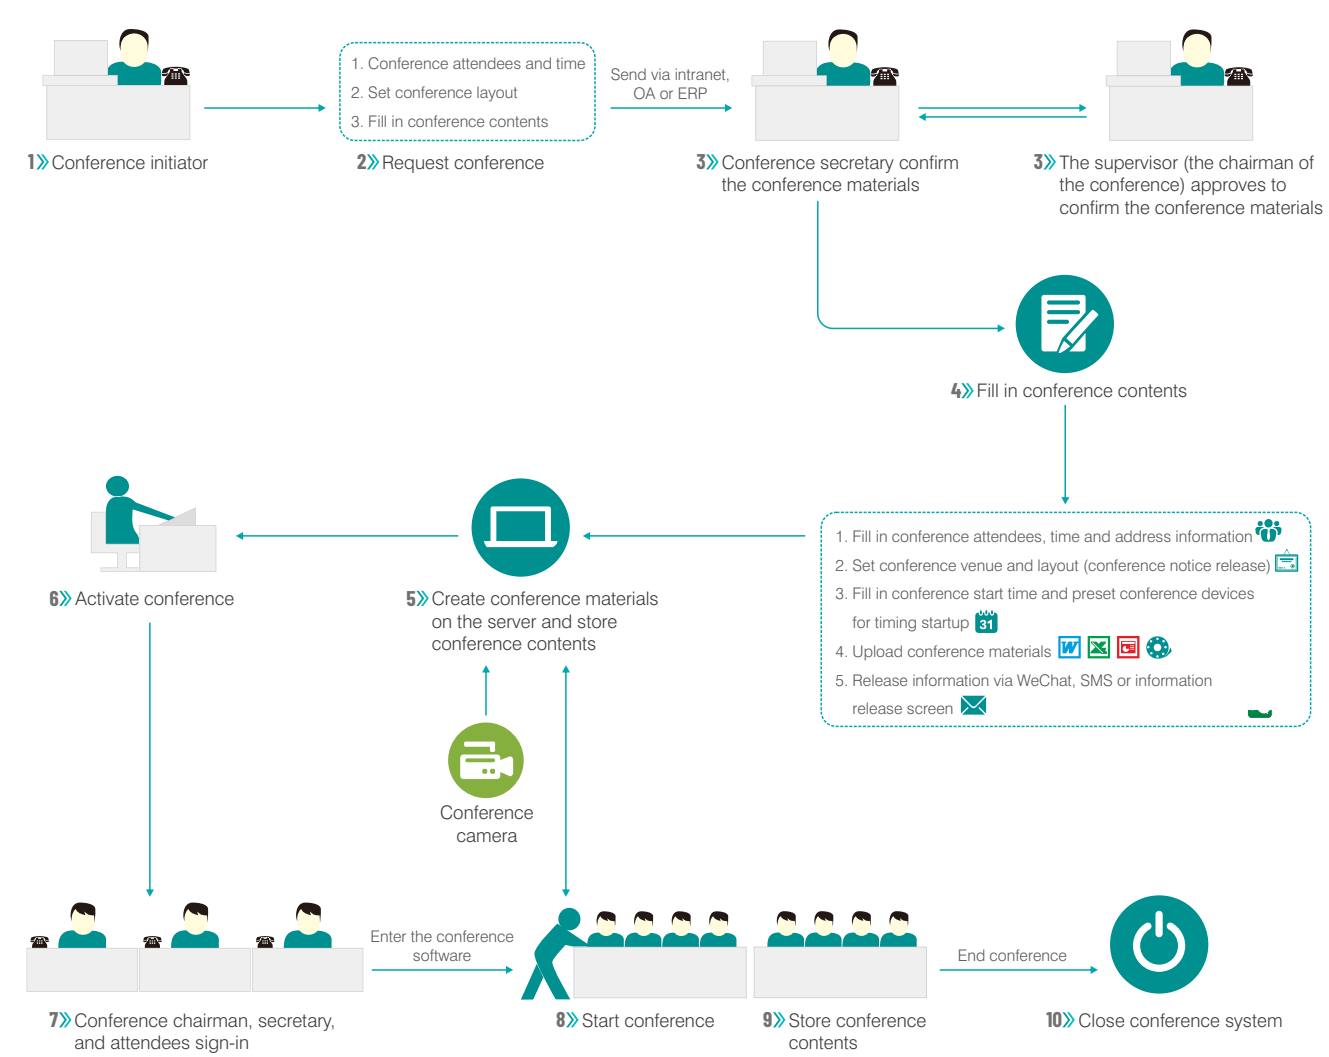 1. Conference attendees and time
2. Set conference layout
3. Fill in conference contents
Send via intranet,
OA or ERP
1 Conference initiator
2 Request conference
3 Conference secretary confirm
the conference materials
3 The supervisor (the chairman of
the conference) approves to
confirm the conference materials
4 Fill in conference contents
1. Fill in conference attendees, time and address information
2. Set conference venue and layout (conference notice release)
3. Fill in conference start time and preset conference devices
for timing startup 31
4. Upload conference materials W X
5. Release information via WeChat, SMS or information
release screen
5 Create conference materials
on the server and store
conference contents
6 Activate conference
Conference
camera
Enter the conference
software
End conference
7 Conference chairman, secretary,
and attendees sign-in
8 Start conference
9 Store conference
contents
10 Close conference system